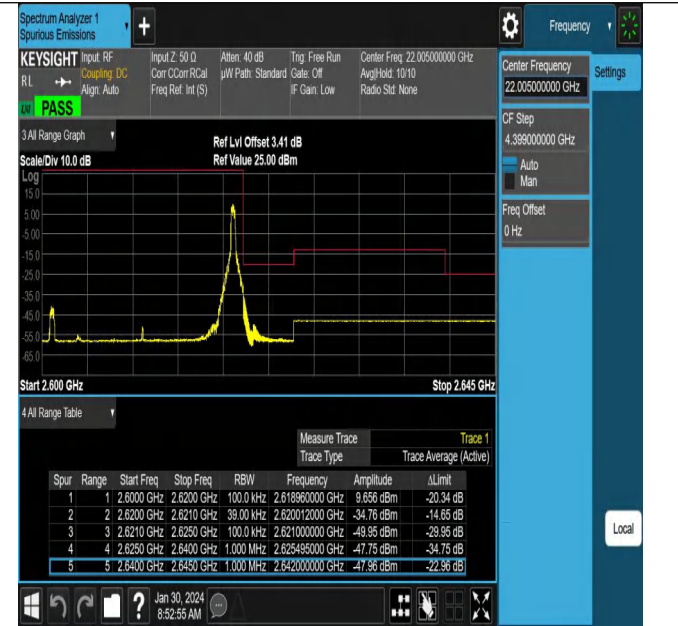 Spectrum Analyzer 1
Spurious Emissions
Frequency
KEYSIGHT
RL
PASS
Input: RF
Coupling: DC
Align: Auto
Input Z: 50 Ω
Corr CCorr RCal
Freq Ref: Int (S)
Atten: 40 dB
µW Path: Standard
Trig: Free Run
Gate: Off
IF Gain: Low
Center Freq: 22.005000000 GHz
Avg|Hold: 10/10
Radio Std: None
Center Frequency
22.005000000 GHz
Settings
CF Step
4.399000000 GHz
Auto
Man
Freq Offset
0 Hz
Local
3 All Range Graph
Scale/Div 10.0 dB
Ref Lvl Offset 3.41 dB
Ref Value 25.00 dBm
Log
15.0
5.00
-5.00
-15.0
-25.0
-35.0
-45.0
-55.0
-65.0
Start 2.600 GHz
Stop 2.645 GHz
4 All Range Table
Measure Trace Trace 1
Trace Type Trace Average (Active)
Spur Range Start Freq Stop Freq RBW Frequency Amplitude ΔLimit
1 1 2.6000 GHz 2.6200 GHz 100.0 kHz 2.618960000 GHz 9.656 dBm -20.34 dB
2 2 2.6200 GHz 2.6210 GHz 39.00 kHz 2.620012000 GHz -34.76 dBm -14.65 dB
3 3 2.6210 GHz 2.6250 GHz 100.0 kHz 2.621000000 GHz -49.95 dBm -29.95 dB
4 4 2.6250 GHz 2.6400 GHz 1.000 MHz 2.625495000 GHz -47.75 dBm -34.75 dB
5 5 2.6400 GHz 2.6450 GHz 1.000 MHz 2.642000000 GHz -47.96 dBm -22.96 dB
Jan 30, 2024
8:52:55 AM